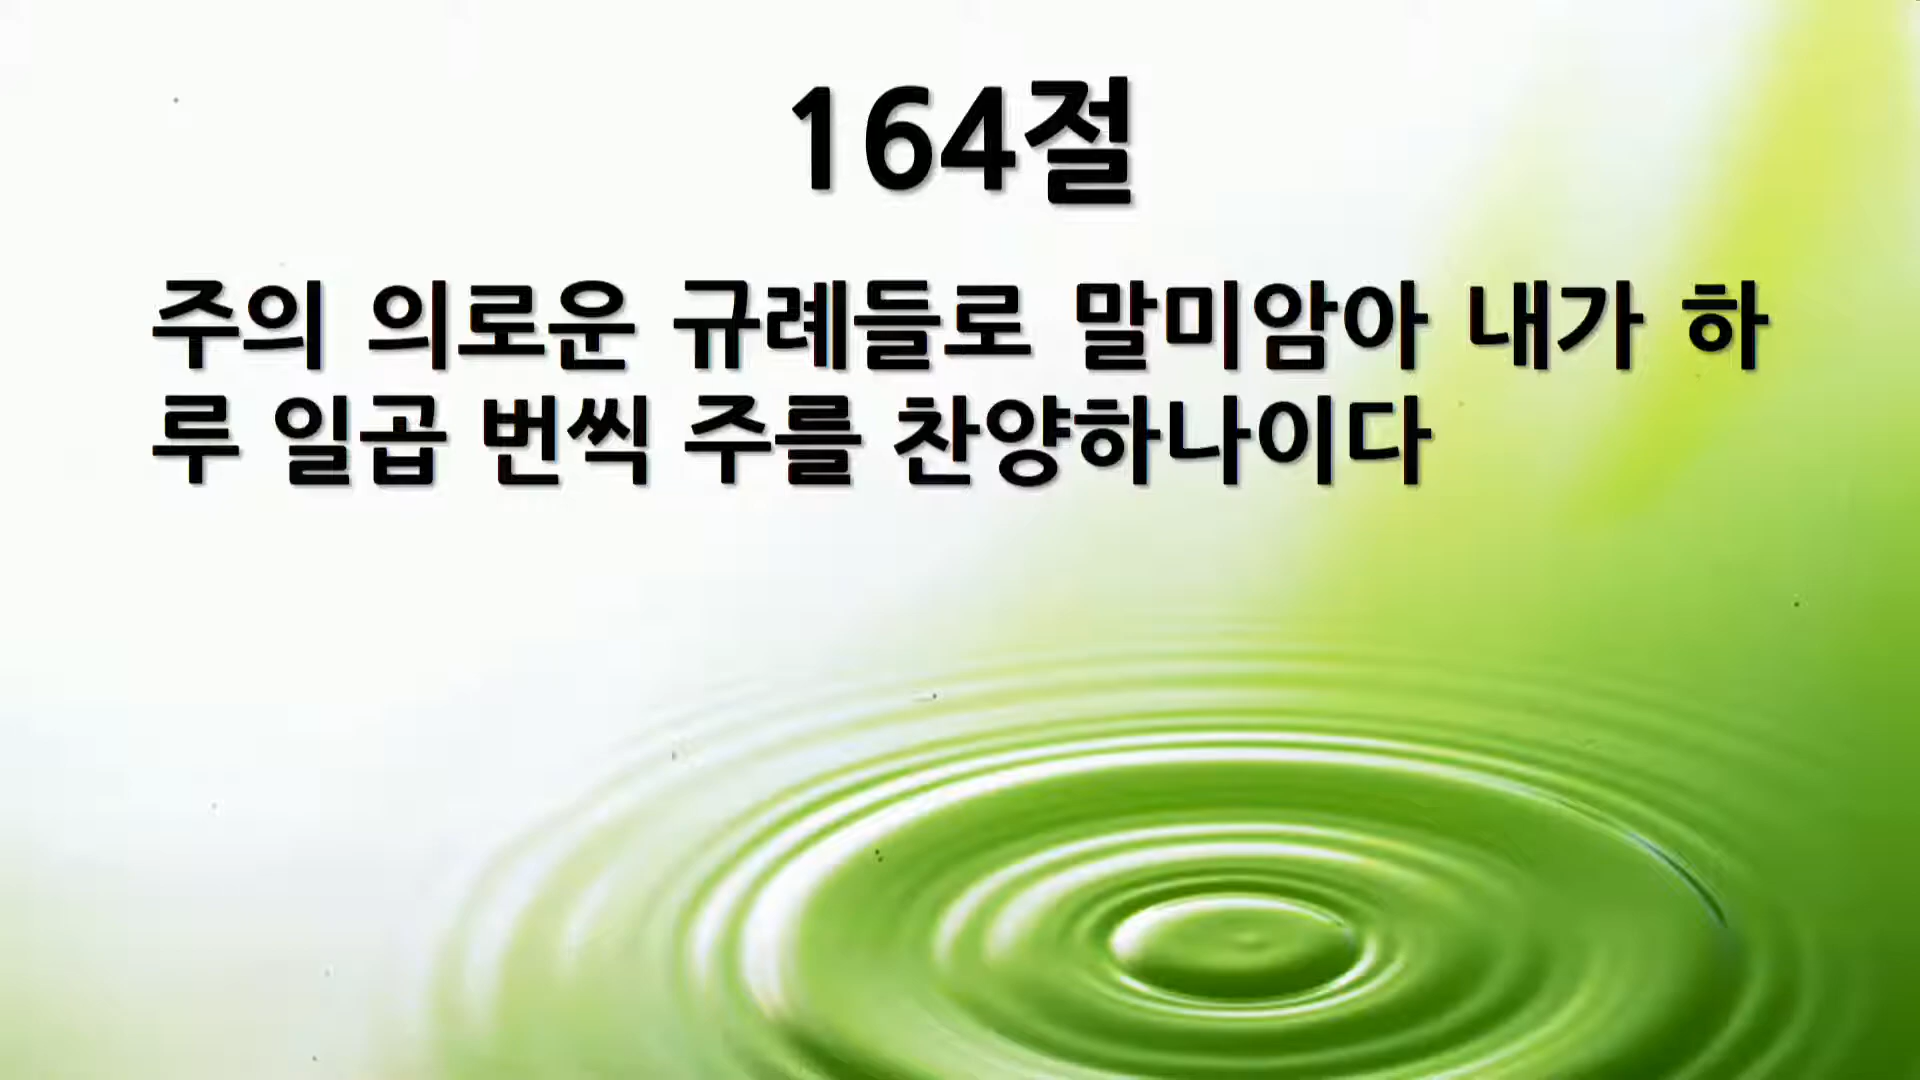 164절
주의 의로운 규례들로 말미암아 내가 하
루 일곱 번씩 주를 찬양하나이다